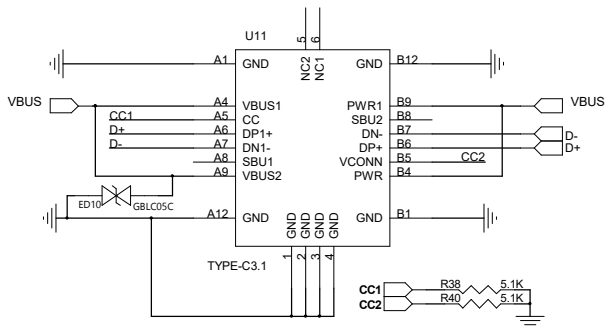 U11
5 6
A1 GND NC2 NC1 GND B12
VBUS A4 VBUS1 PWR1 B9 VBUS
CC1 A5 CC SBU2 B8
D+ A6 DP1+ DN- B7 D-
D- A7 DN1- DP+ B6 D+
A8 SBU1 VCONN B5 CC2
A9 VBUS2 PWR B4
ED10 GBLC05C
A12 GND GND B1
GND GND GND GND
1 2 3 4
TYPE-C3.1
CC1 R38 5.1K
CC2 R40 5.1K